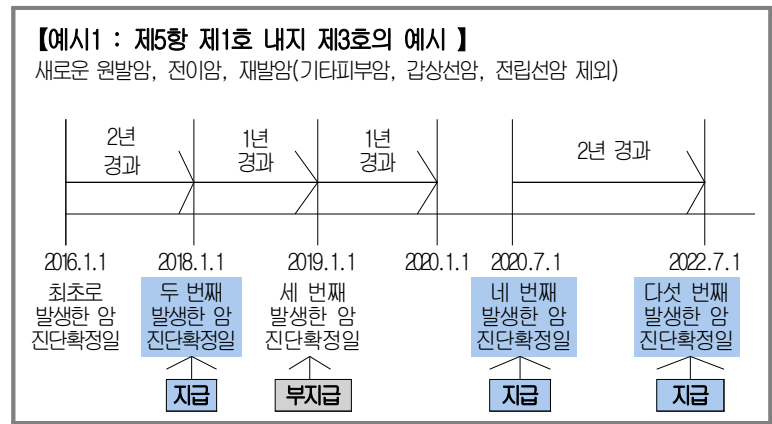 【예시1 : 제5항 제1호 내지 제3호의 예시 】
새로운 원발암, 전이암, 재발암(기타피부암, 갑상선암, 전립선암 제외)
2년
경과
1년
경과
1년
경과
2년 경과
2016.1.1
2018.1.1
2019.1.1
2020.1.1
2020.7.1
2022.7.1
최초로
발생한 암
진단확정일
두 번째
발생한 암
진단확정일
세 번째
발생한 암
진단확정일
네 번째
발생한 암
진단확정일
다섯 번째
발생한 암
진단확정일
지급
부지급
지급
지급